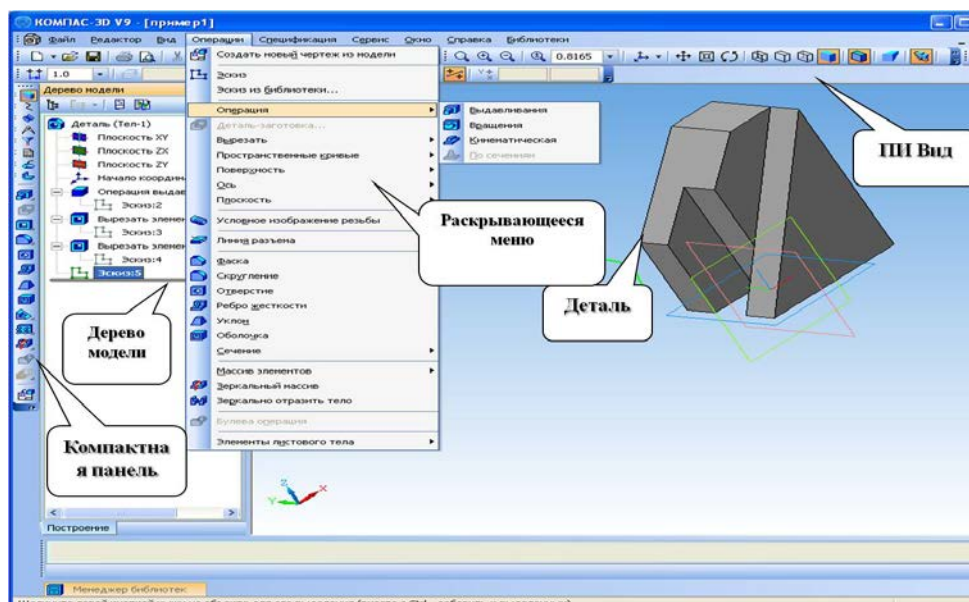 КОМПАС-3D V9 - [пример1]
Файл Редактор Вид Операции Спецификация Сервис Окно Справка Библиотеки
0.8165
1.0
Дерево модели
Деталь (Тел-1)
Плоскость XY
Плоскость ZX
Плоскость ZY
Начало координ
Операция выдав
Эскиз:2
Вырезать элемен
Эскиз:3
Вырезать элемен
Эскиз:4
Эскиз:5
Построение
Создать новый чертеж из модели
Эскиз
Эскиз из библиотеки...
Операция
Деталь-заготовка...
Вырезать
Пространственные кривые
Поверхность
Ось
Плоскость
Условное изображение резьбы
Линия разъема
Фаска
Скругление
Отверстие
Ребро жесткости
Уклон
Оболочка
Сечение
Массив элементов
Зеркальный массив
Зеркально отразить тело
Булева операция
Элементы листового тела
Выдавливания
Вращения
Кинематическая
По сечениям
ПИ Вид
Раскрывающееся
меню
Деталь
Дерево
модели
Компактна
я панель
Z
Y
X
Менеджер библиотек